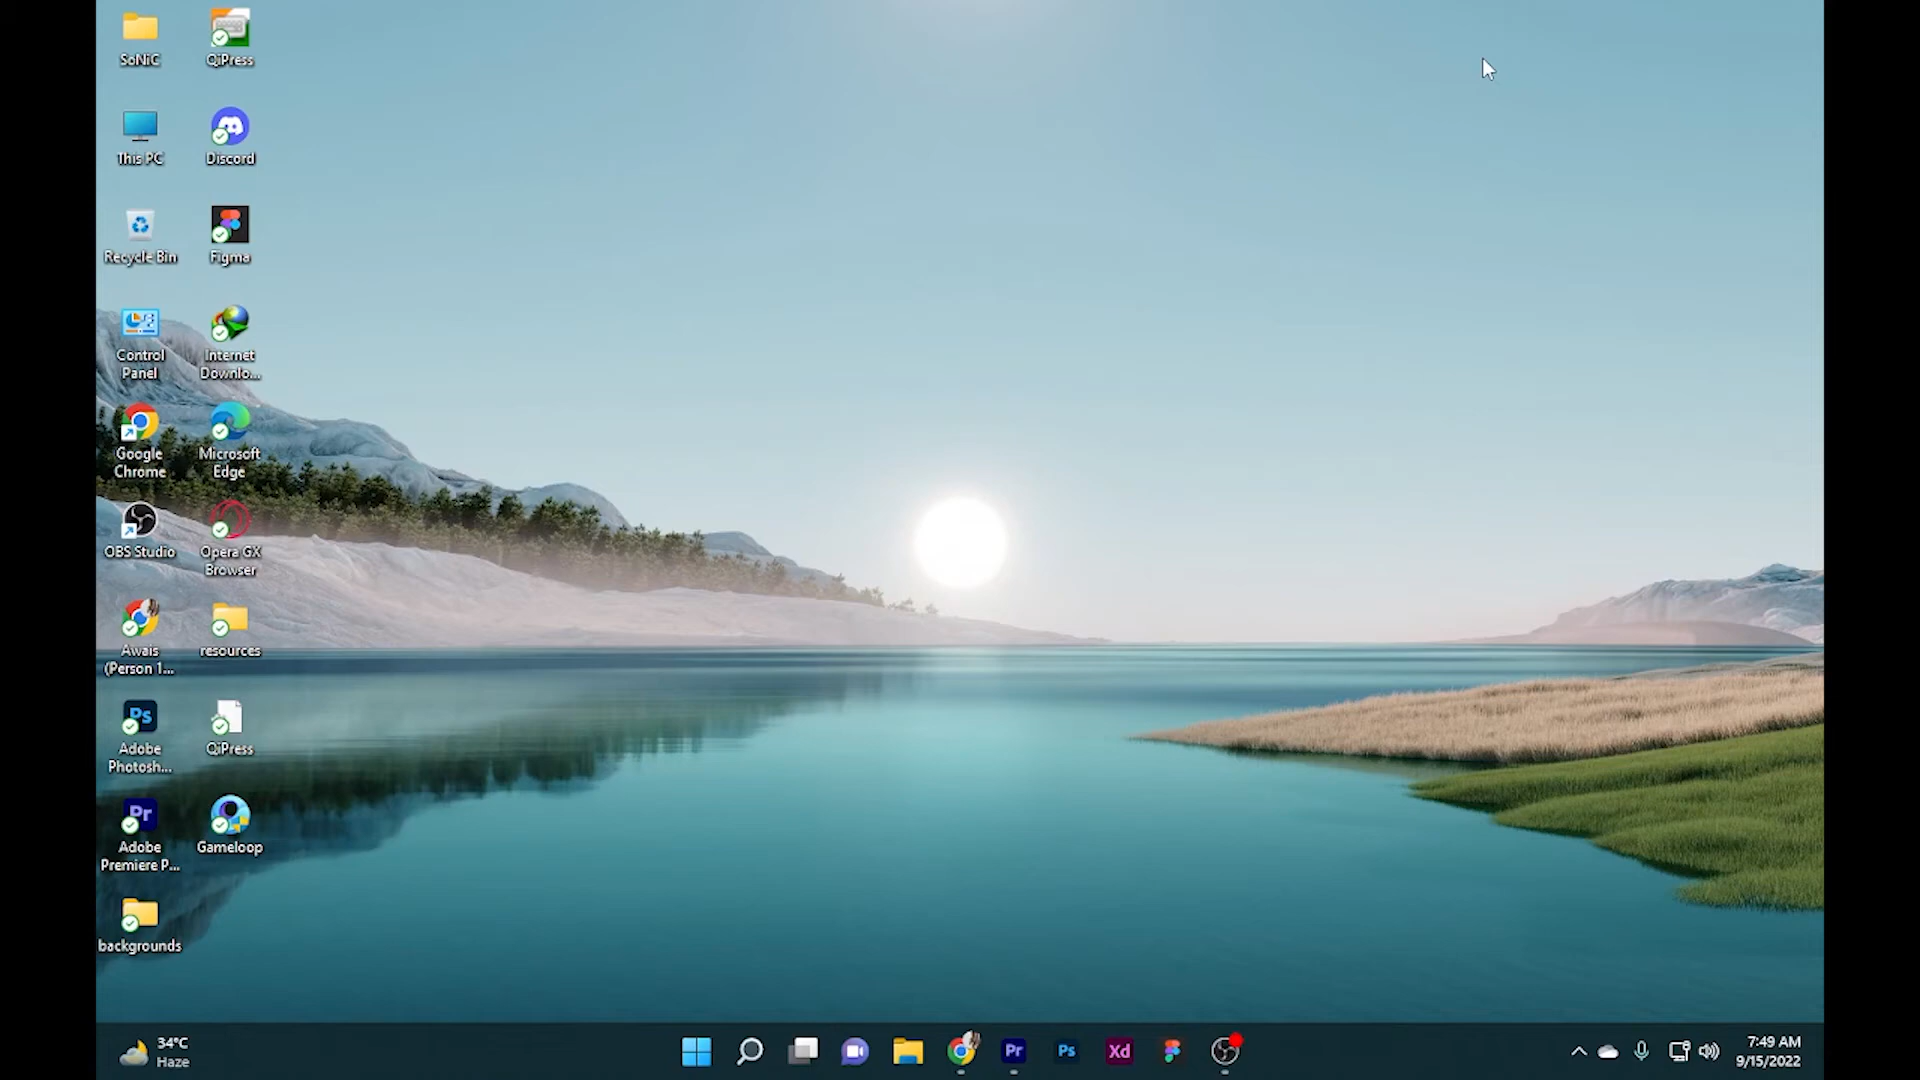 SoNiC
QiPress
This PC
Discord
Recycle Bin
Figma
Control
Panel
Internet
Downlo...
Google
Chrome
Microsoft
Edge
OBS Studio
Opera GX
Browser
Awais
(Person 1...
resources
Ps
Adobe
Photosh...
QiPress
Pr
Adobe
Premiere P...
Gameloop
backgrounds
34°C
Haze
Pr
Ps
Xd
7:49 AM
9/15/2022